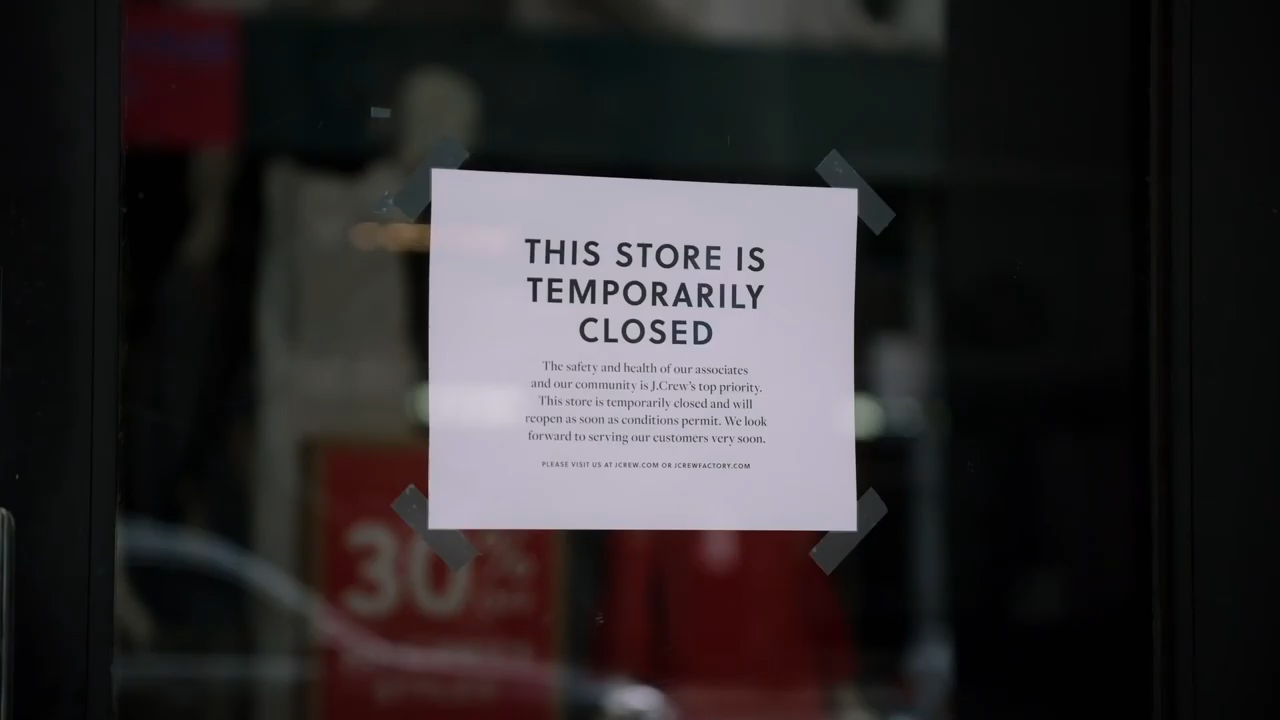 THIS STORE IS
TEMPORARILY
CLOSED
The safety and health of our associates
and our community is J.Crew's top priority.
This store is temporarily closed and will
reopen as soon as conditions permit. We look
forward to serving our customers very soon.
PLEASE VISIT US AT JCREW.COM OR JCREWFACTORY.COM
30%